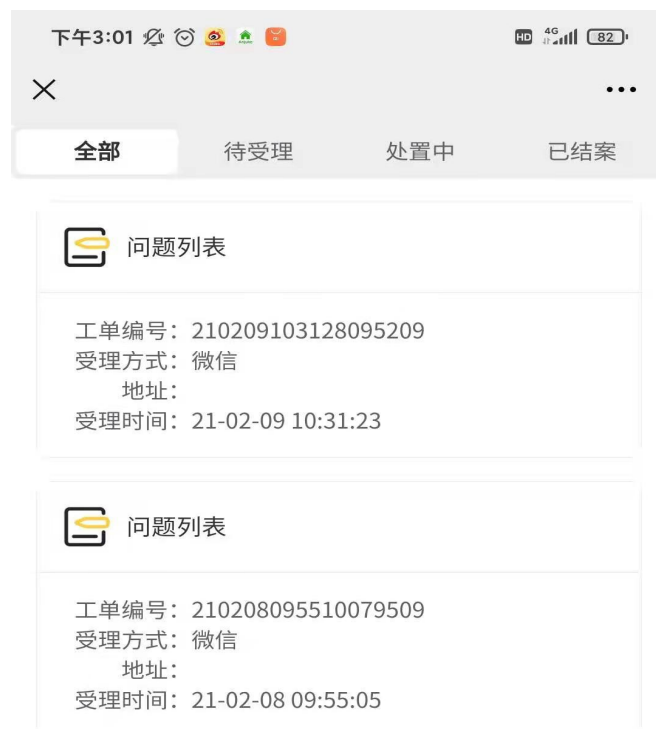 下午3:01 HD 4G 82
全部 待受理 处置中 已结案
问题列表
工单编号：210209103128095209
受理方式：微信
地址：
受理时间：21-02-09 10:31:23
问题列表
工单编号：210208095510079509
受理方式：微信
地址：
受理时间：21-02-08 09:55:05